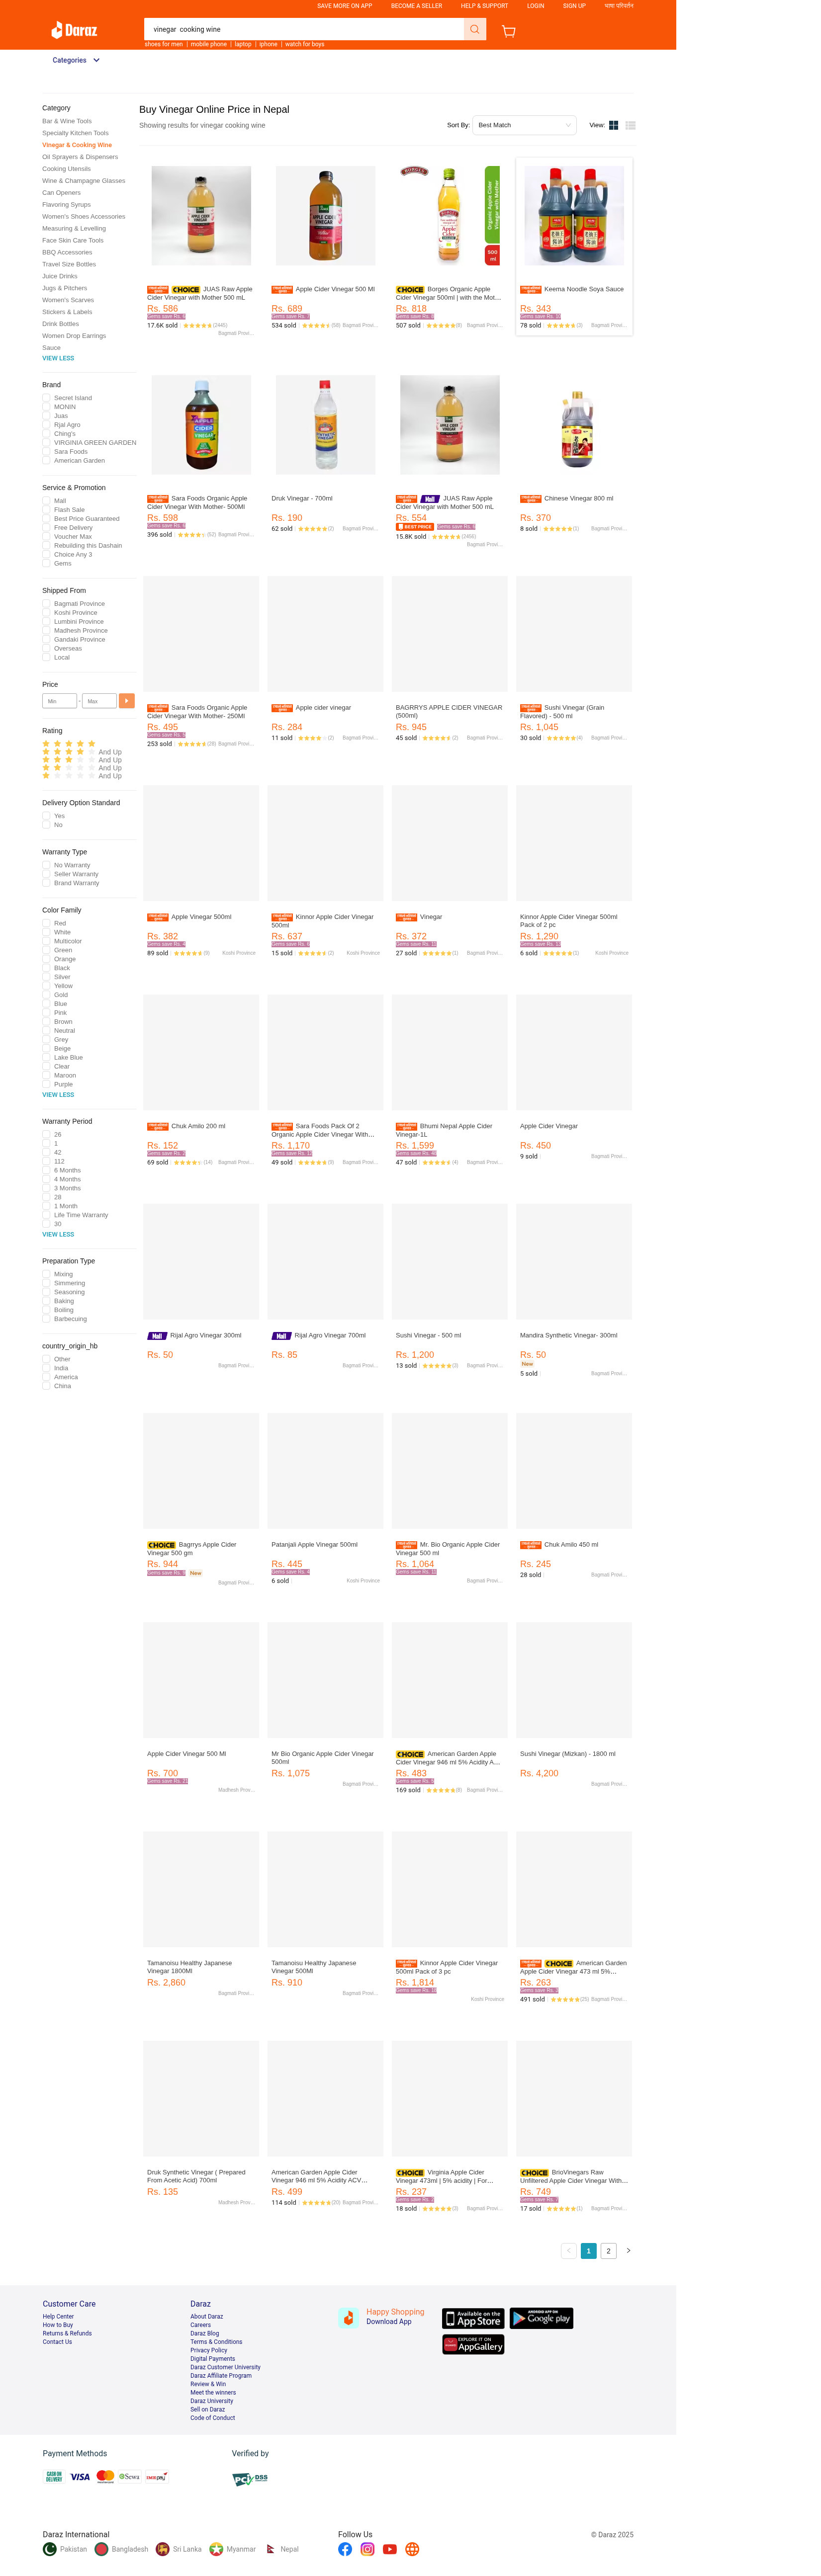 SAVE MORE ON APP
BECOME A SELLER
HELP & SUPPORT
LOGIN
SIGN UP
भाषा परिवर्तन
Daraz
vinegar cooking wine
shoes for men | mobile phone | laptop | iphone | watch for boys
Categories
Category
Bar & Wine Tools
Specialty Kitchen Tools
Vinegar & Cooking Wine
Oil Sprayers & Dispensers
Cooking Utensils
Wine & Champagne Glasses
Can Openers
Flavoring Syrups
Women's Shoes Accessories
Measuring & Levelling
Face Skin Care Tools
BBQ Accessories
Travel Size Bottles
Juice Drinks
Jugs & Pitchers
Women's Scarves
Stickers & Labels
Drink Bottles
Women Drop Earrings
Sauce
VIEW LESS
Brand
Secret Island
MONIN
Juas
Rjal Agro
Ching's
VIRGINIA GREEN GARDEN
Sara Foods
American Garden
Service & Promotion
Mall
Flash Sale
Best Price Guaranteed
Free Delivery
Voucher Max
Rebuilding this Dashain
Choice Any 3
Gems
Shipped From
Bagmati Province
Koshi Province
Lumbini Province
Madhesh Province
Gandaki Province
Overseas
Local
Price
Min - Max
Rating
And Up
And Up
And Up
And Up
Delivery Option Standard
Yes
No
Warranty Type
No Warranty
Seller Warranty
Brand Warranty
Color Family
Red
White
Multicolor
Green
Orange
Black
Silver
Yellow
Gold
Blue
Pink
Brown
Neutral
Grey
Beige
Lake Blue
Clear
Maroon
Purple
VIEW LESS
Warranty Period
26
1
42
112
6 Months
4 Months
3 Months
28
1 Month
Life Time Warranty
30
VIEW LESS
Preparation Type
Mixing
Simmering
Seasoning
Baking
Boiling
Barbecuing
country_origin_hb
Other
India
America
China
Buy Vinegar Online Price in Nepal
Showing results for vinegar cooking wine
Sort By: Best Match
View:
APPLE CIDER VINEGAR
CHOICE JUAS Raw Apple
Cider Vinegar with Mother 500 mL
Rs. 586
17.6K sold (2445)
Bagmati Provi...
APPLE CIDER VINEGAR
Apple Cider Vinegar 500 Ml
Rs. 689
534 sold Bagmati Provi...
BORGES
Organic Apple Cider Vinegar with Mother
Apple Cider
500 ml
CHOICE Borges Organic Apple
Cider Vinegar 500ml | with the Mot...
Rs. 818
507 sold Bagmati Provi...
Keema Noodle Soya Sauce
Rs. 343
78 sold (3) Bagmati Provi...
APPLE CIDER VINEGAR
Sara Foods Organic Apple
Cider Vinegar With Mother- 500Ml
Rs. 598
396 sold (52) Bagmati Provi...
Druk Vinegar - 700ml
Rs. 190
62 sold (2) Bagmati Provi...
APPLE CIDER VINEGAR
Mall JUAS Raw Apple
Cider Vinegar with Mother 500 mL
Rs. 554
BEST PRICE
15.8K sold
Bagmati Provi...
Chinese Vinegar 800 ml
Rs. 370
8 sold (1) Bagmati Provi...
Sara Foods Organic Apple
Cider Vinegar With Mother- 250Ml
Rs. 495
253 sold (28) Bagmati Provi...
Apple cider vinegar
Rs. 284
11 sold (2) Bagmati Provi...
BAGRRYS APPLE CIDER VINEGAR
(500ml)
Rs. 945
45 sold (2) Bagmati Provi...
Sushi Vinegar (Grain
Flavored) - 500 ml
Rs. 1,045
30 sold (4) Bagmati Provi...
Apple Vinegar 500ml
Rs. 382
89 sold (9) Koshi Province
Kinnor Apple Cider Vinegar
500ml
Rs. 637
15 sold (2) Koshi Province
Vinegar
Rs. 372
27 sold (1) Bagmati Provi...
Kinnor Apple Cider Vinegar 500ml
Pack of 2 pc
Rs. 1,290
6 sold (1) Koshi Province
Chuk Amilo 200 ml
Rs. 152
69 sold (14) Bagmati Provi...
Sara Foods Pack Of 2
Organic Apple Cider Vinegar With...
Rs. 1,170
49 sold Bagmati Provi...
Bhumi Nepal Apple Cider
Vinegar-1L
Rs. 1,599
47 sold (4) Bagmati Provi...
Apple Cider Vinegar
Rs. 450
9 sold Bagmati Provi...
Mall Rijal Agro Vinegar 300ml
Rs. 50
Bagmati Provi...
Mall Rijal Agro Vinegar 700ml
Rs. 85
Bagmati Provi...
Sushi Vinegar - 500 ml
Rs. 1,200
13 sold (3) Bagmati Provi...
Mandira Synthetic Vinegar- 300ml
Rs. 50
New
5 sold Bagmati Provi...
CHOICE Bagrrys Apple Cider
Vinegar 500 gm
Rs. 944
New
Bagmati Provi...
Patanjali Apple Vinegar 500ml
Rs. 445
6 sold Koshi Province
Mr. Bio Organic Apple Cider
Vinegar 500 ml
Rs. 1,064
Bagmati Provi...
Chuk Amilo 450 ml
Rs. 245
28 sold Bagmati Provi...
Apple Cider Vinegar 500 Ml
Rs. 700
Madhesh Prov...
Mr Bio Organic Apple Cider Vinegar
500ml
Rs. 1,075
Bagmati Provi...
CHOICE American Garden Apple
Cider Vinegar 946 ml 5% Acidity A...
Rs. 483
169 sold Bagmati Provi...
Sushi Vinegar (Mizkan) - 1800 ml
Rs. 4,200
Bagmati Provi...
Tamanoisu Healthy Japanese
Vinegar 1800Ml
Rs. 2,860
Bagmati Provi...
Tamanoisu Healthy Japanese
Vinegar 500Ml
Rs. 910
Bagmati Provi...
Kinnor Apple Cider Vinegar
500ml Pack of 3 pc
Rs. 1,814
Koshi Province
CHOICE American Garden
Apple Cider Vinegar 473 ml 5%...
Rs. 263
491 sold (25) Bagmati Provi...
Druk Synthetic Vinegar ( Prepared
From Acetic Acid) 700ml
Rs. 135
Madhesh Prov...
American Garden Apple Cider
Vinegar 946 ml 5% Acidity ACV...
Rs. 499
114 sold (20) Bagmati Provi...
CHOICE Virginia Apple Cider
Vinegar 473ml | 5% acidity | For...
Rs. 237
18 sold (3) Bagmati Provi...
CHOICE BrioVinegars Raw
Unfiltered Apple Cider Vinegar With...
Rs. 749
17 sold (1) Bagmati Provi...
1 2
Customer Care
Help Center
How to Buy
Returns & Refunds
Contact Us
Daraz
About Daraz
Careers
Daraz Blog
Terms & Conditions
Privacy Policy
Digital Payments
Daraz Customer University
Daraz Affiliate Program
Review & Win
Meet the winners
Daraz University
Sell on Daraz
Code of Conduct
Happy Shopping
Download App
Available on the App Store
ANDROID APP ON Google play
EXPLORE IT ON AppGallery
Payment Methods
CASH ON DELIVERY
VISA
mastercard
eSewa
IMEpay
Verified by
PCI DSS
Daraz International
Pakistan
Bangladesh
Sri Lanka
Myanmar
Nepal
Follow Us
© Daraz 2025